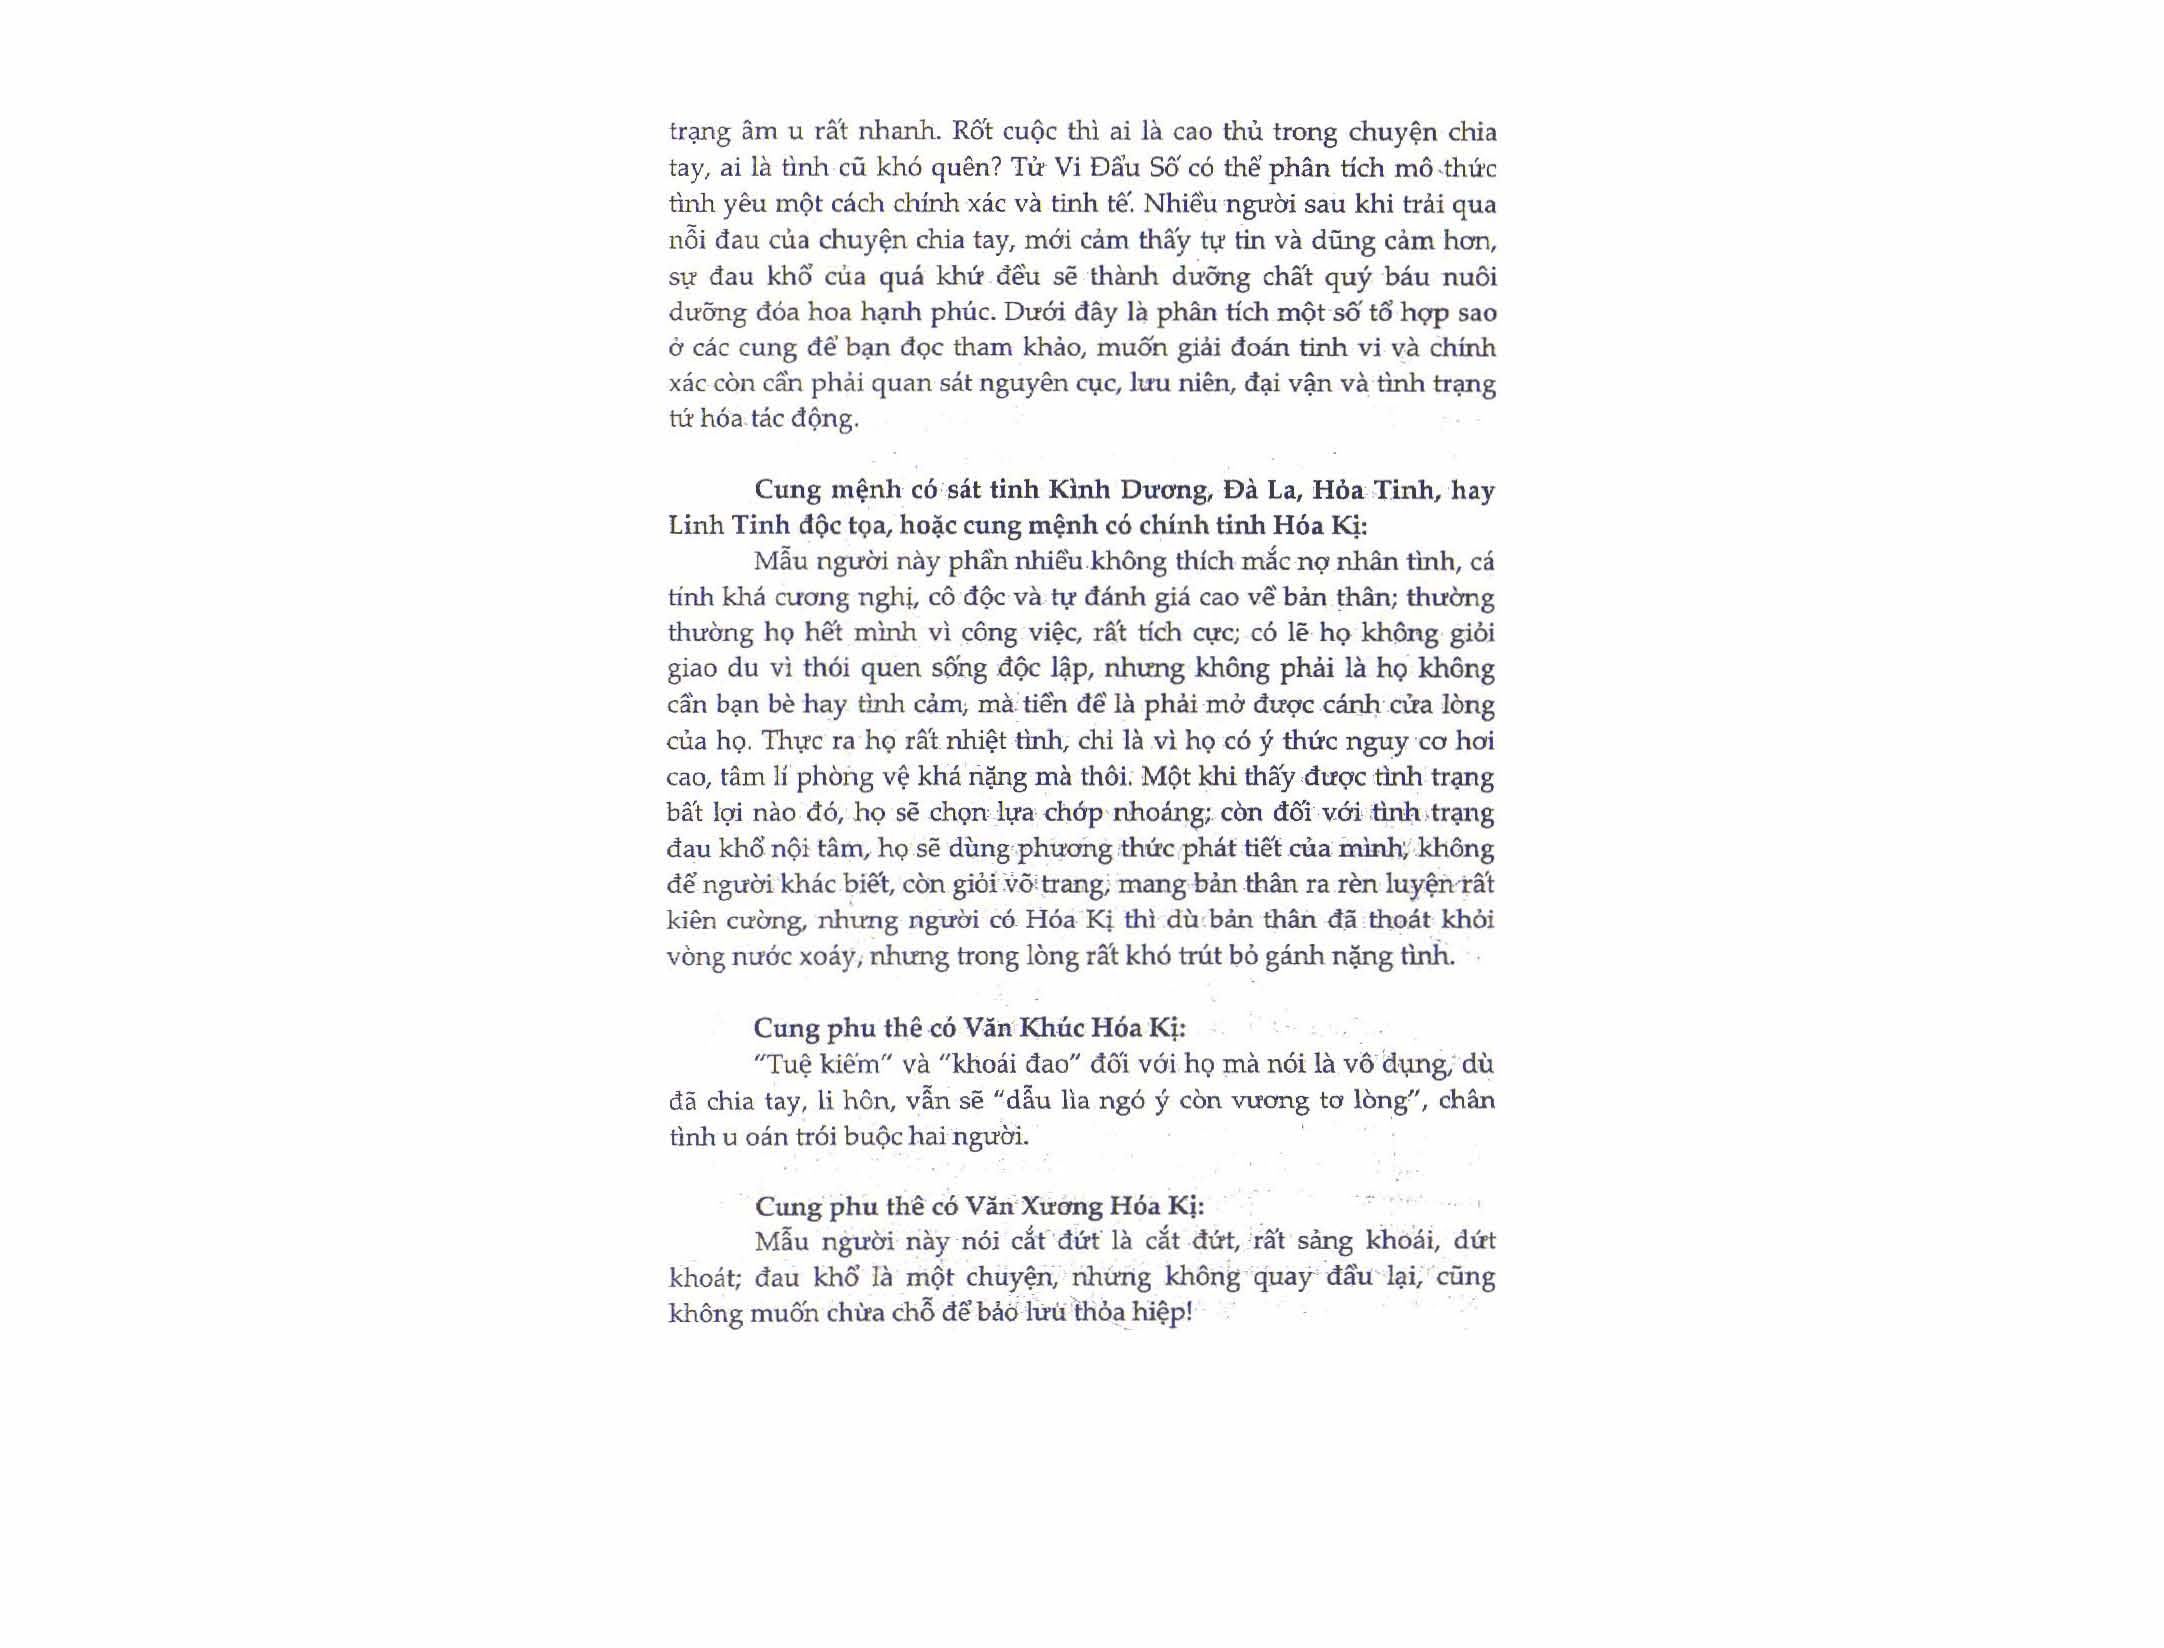 trạng âm u rất nhanh. Rốt cuộc thì ai là cao thủ trong chuyện chia
tay, ai là tình cũ khó quên? Tử Vi Đẩu Số có thể phân tích mô thức
tình yêu một cách chính xác và tinh tế. Nhiều người sau khi trải qua
nỗi đau của chuyện chia tay, mới cảm thấy tự tin và dũng cảm hơn,
sự đau khổ của quá khứ đều sẽ thành dưỡng chất quý báu nuôi
dưỡng đóa hoa hạnh phúc. Dưới đây là phân tích một số tổ hợp sao
ở các cung để bạn đọc tham khảo, muốn giải đoán tinh vi và chính
xác còn cần phải quan sát nguyên cục, lưu niên, đại vận và tình trạng
tứ hóa tác động.
Cung mệnh có sát tinh Kình Dương, Đà La, Hỏa Tinh, hay
Linh Tinh độc tọa, hoặc cung mệnh có chính tinh Hóa Kị:
Mẫu người này phần nhiều không thích mắc nợ nhân tình, cá
tính khá cương nghị, cô độc và tự đánh giá cao về bản thân; thường
thường họ hết mình vì công việc, rất tích cực; có lẽ họ không giỏi
giao du vì thói quen sống độc lập, nhưng không phải là họ không
cần bạn bè hay tình cảm, mà tiền đề là phải mở được cánh cửa lòng
của họ. Thực ra họ rất nhiệt tình, chỉ là vì họ có ý thức nguy cơ hơi
cao, tâm lí phòng vệ khá nặng mà thôi. Một khi thấy được tình trạng
bất lợi nào đó, họ sẽ chọn lựa chớp nhoáng; còn đối với tình trạng
đau khổ nội tâm, họ sẽ dùng phương thức phát tiết của mình, không
để người khác biết, còn giỏi võ trang, mang bản thân ra rèn luyện rất
kiên cường, nhưng người có Hóa Kị thì dù bản thân đã thoát khỏi
vòng nước xoáy, nhưng trong lòng rất khó trút bỏ gánh nặng tình.
Cung phu thê có Văn Khúc Hóa Kị:
"Tuệ kiếm" và "khoái đao" đối với họ mà nói là vô dụng, dù
đã chia tay, li hôn, vẫn sẽ "dẫu lìa ngó ý còn vương tơ lòng", chân
tình u oán trói buộc hai người.
Cung phu thê có Văn Xương Hóa Kị:
Mẫu người này nói cắt đứt là cắt đứt, rất sảng khoái, dứt
khoát; đau khổ là một chuyện, nhưng không quay đầu lại, cũng
không muốn chừa chỗ để bảo lưu thỏa hiệp!